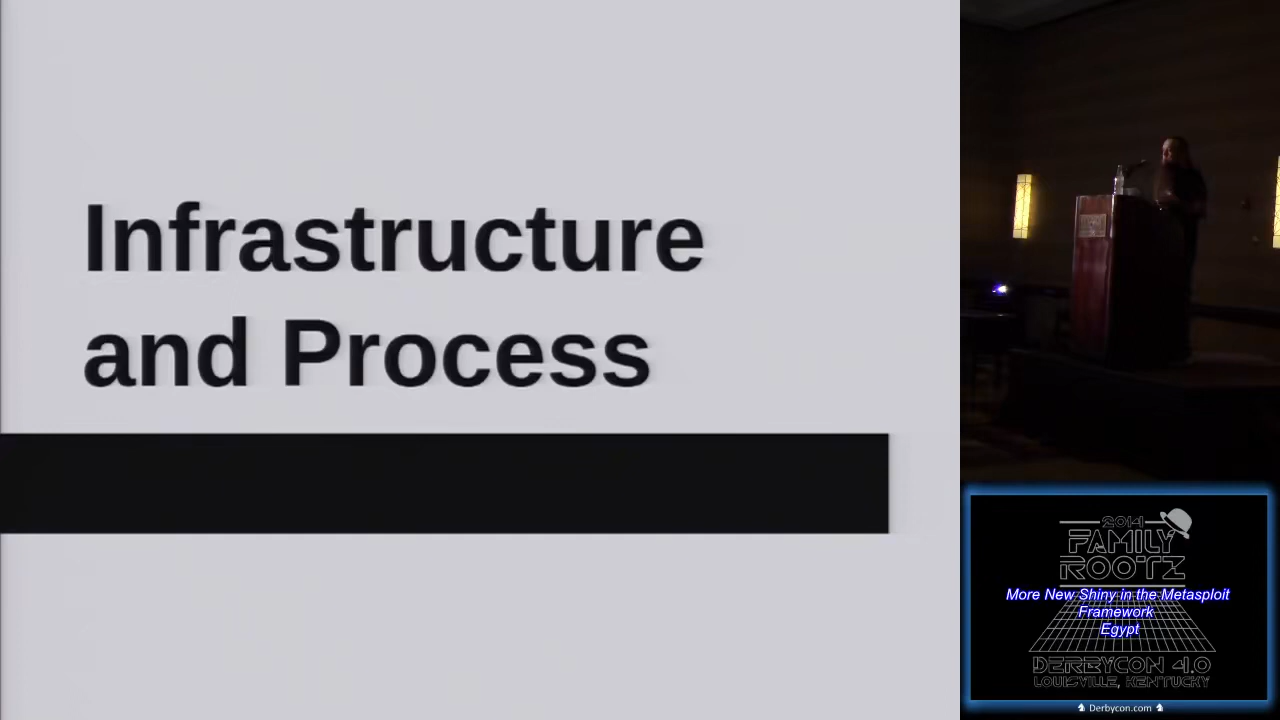 Infrastructure
and Process
2014
FAMILY
ROOTZ
More New Shiny in the Metasploit
Framework
Egypt
DERBYCON 4.0
LOUISVILLE, KENTUCKY
Derbycon.com